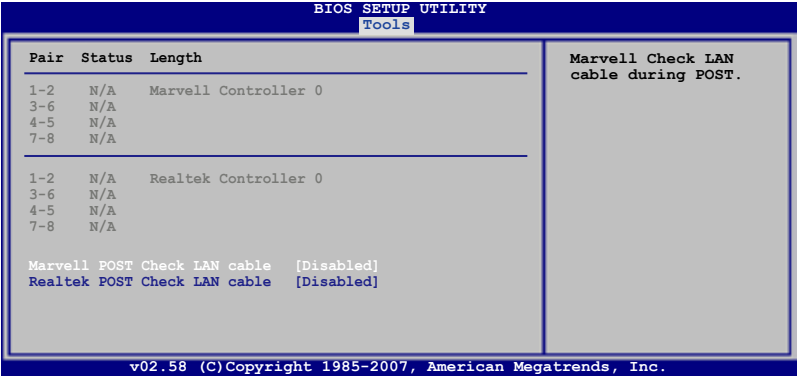 BIOS SETUP UTILITY
Tools
Pair Status Length
1-2 N/A Marvell Controller 0
3-6 N/A
4-5 N/A
7-8 N/A
1-2 N/A Realtek Controller 0
3-6 N/A
4-5 N/A
7-8 N/A
Marvell POST Check LAN cable [Disabled]
Realtek POST Check LAN cable [Disabled]
Marvell Check LAN
cable during POST.
v02.58 (C)Copyright 1985-2007, American Megatrends, Inc.